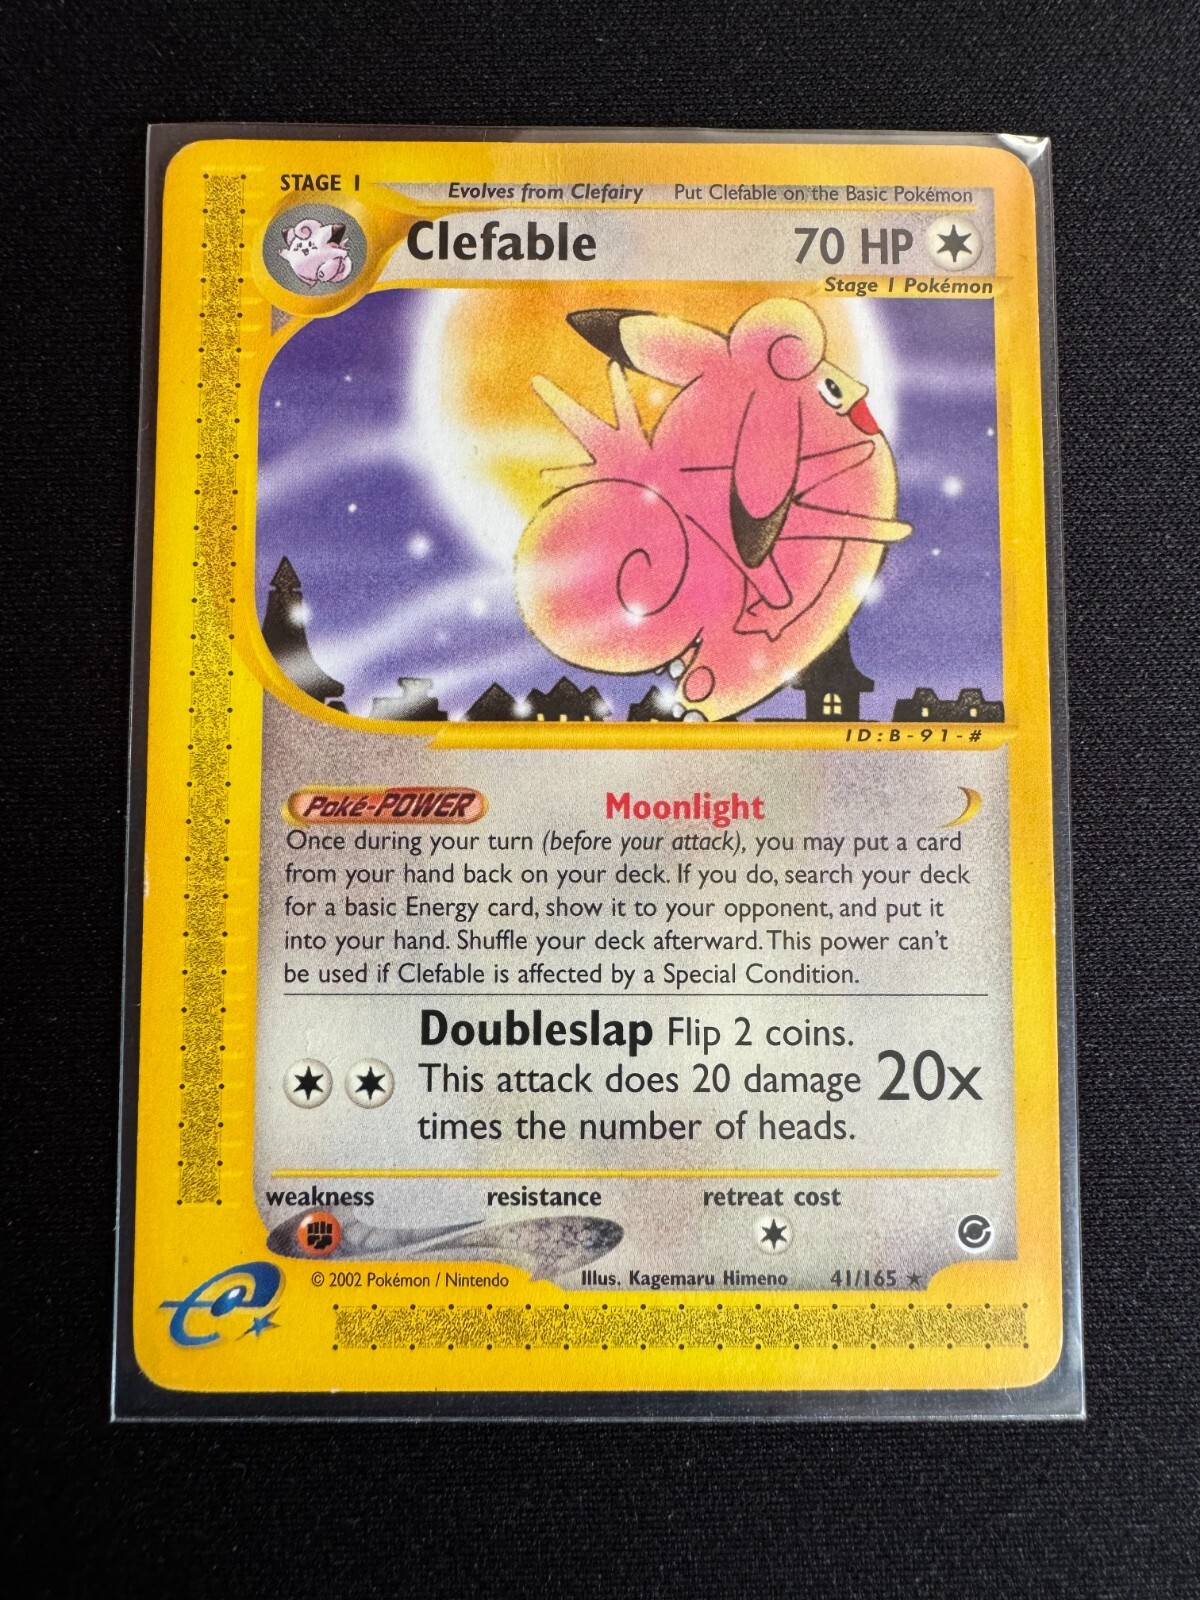 STAGE 1
Evolves from Clefairy Put Clefable on the Basic Pokémon
Clefable 70 HP
Stage 1 Pokémon
ID:B-91-#
Poké-POWER Moonlight
Once during your turn (before your attack), you may put a card
from your hand back on your deck. If you do, search your deck
for a basic Energy card, show it to your opponent, and put it
into your hand. Shuffle your deck afterward. This power can't
be used if Clefable is affected by a Special Condition.
Doubleslap Flip 2 coins.
This attack does 20 damage 20x
times the number of heads.
weakness resistance retreat cost
© 2002 Pokémon / Nintendo Illus. Kagemaru Himeno 41/165 ★
e